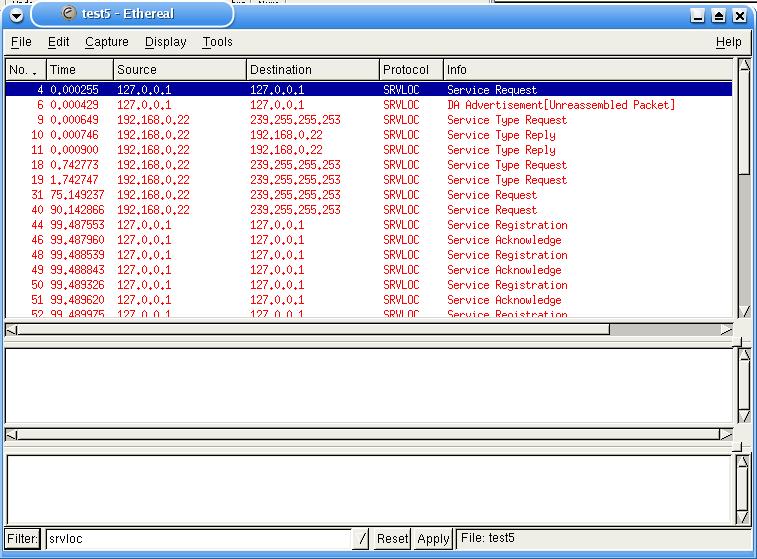 test5 - Ethereal
File Edit Capture Display Tools Help
No. Time Source Destination Protocol Info
4 0.000255 127.0.0.1 127.0.0.1 SRVLOC Service Request
6 0.000429 127.0.0.1 127.0.0.1 SRVLOC DA Advertisement[Unreassembled Packet]
9 0.000649 192.168.0.22 239.255.255.253 SRVLOC Service Type Request
10 0.000746 192.168.0.22 192.168.0.22 SRVLOC Service Type Reply
11 0.000900 192.168.0.22 192.168.0.22 SRVLOC Service Type Reply
18 0.742773 192.168.0.22 239.255.255.253 SRVLOC Service Type Request
19 1.742747 192.168.0.22 239.255.255.253 SRVLOC Service Type Request
31 75.149237 192.168.0.22 239.255.255.253 SRVLOC Service Request
40 90.142866 192.168.0.22 239.255.255.253 SRVLOC Service Request
44 99.487553 127.0.0.1 127.0.0.1 SRVLOC Service Registration
46 99.487960 127.0.0.1 127.0.0.1 SRVLOC Service Acknowledge
48 99.488539 127.0.0.1 127.0.0.1 SRVLOC Service Registration
49 99.488843 127.0.0.1 127.0.0.1 SRVLOC Service Acknowledge
50 99.489326 127.0.0.1 127.0.0.1 SRVLOC Service Registration
51 99.489620 127.0.0.1 127.0.0.1 SRVLOC Service Acknowledge
52 99.489975 127.0.0.1 127.0.0.1 SRVLOC Service Registration
Filter: srvloc / Reset Apply File: test5